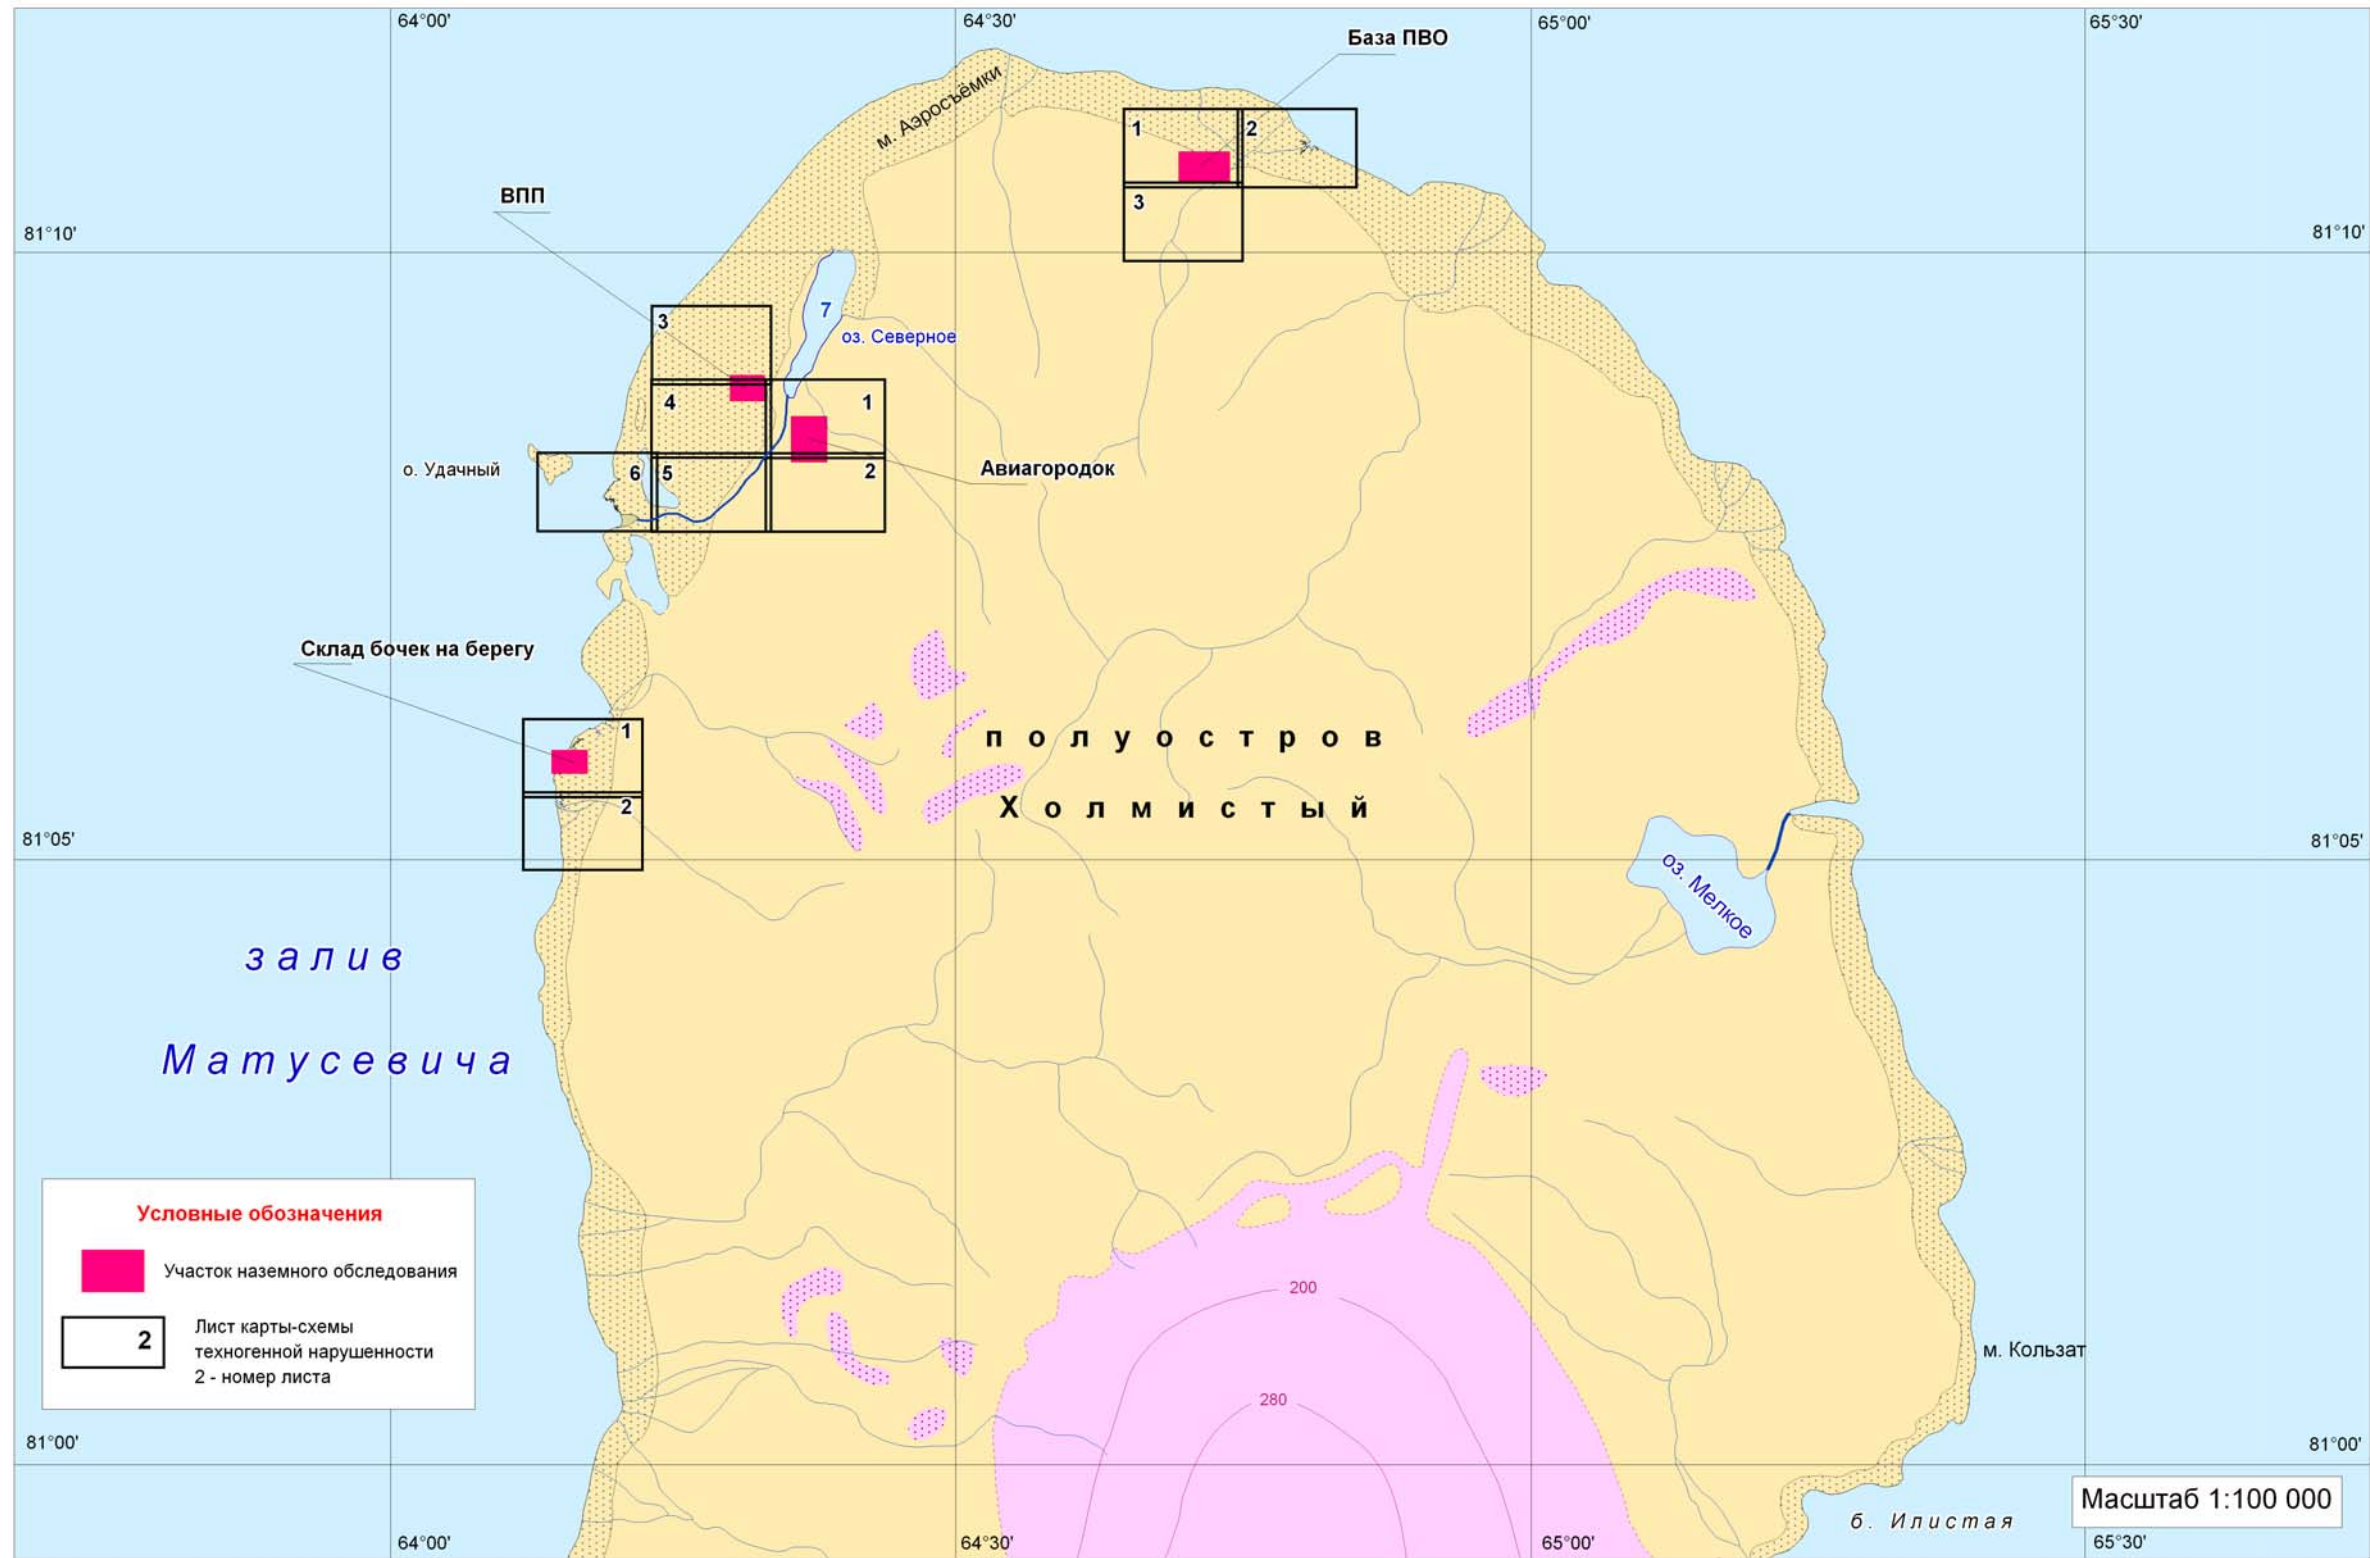 64°00'
64°30'
65°00'
65°30'
База ПВО
м. Аэросъёмки
1
2
3
ВПП
81°10'
81°10'
7
оз. Северное
3
4
1
о. Удачный
6
5
2
Авиагородок
Склад бочек на берегу
1
2
полуостров
Холмистый
81°05'
81°05'
оз. Мелкое
залив
Матусевича
Условные обозначения
Участок наземного обследования
2
Лист карты-схемы
техногенной нарушенности
2 - номер листа
200
280
м. Кользат
81°00'
81°00'
Масштаб 1:100 000
б. Илистая
64°00'
64°30'
65°00'
65°30'